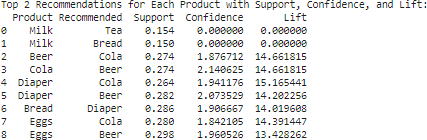 Top 2 Recommendations for Each Product with Support, Confidence, and Lift:
Product Recommended Support Confidence Lift
0 Milk Tea 0.154 0.000000 0.000000
1 Milk Bread 0.150 0.000000 0.000000
2 Beer Cola 0.274 1.876712 14.661815
3 Cola Beer 0.274 2.140625 14.661815
4 Diaper Cola 0.264 1.941176 15.165441
5 Diaper Beer 0.282 2.073529 14.202256
6 Bread Diaper 0.286 1.906667 14.019608
7 Eggs Cola 0.280 1.842105 14.391447
8 Eggs Beer 0.298 1.960526 13.428262